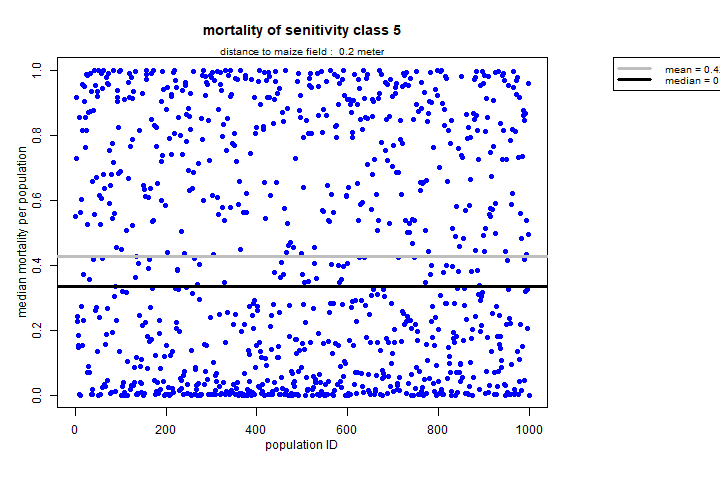 mortality of senitivity class 5
distance to maize field : 0.2 meter
mean = 0.4
median = 0
median mortality per population
1.0
0.8
0.6
0.4
0.2
0.0
0 200 400 600 800 1000
population ID